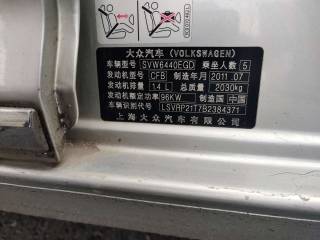 大众汽车(VOLKSWAGEN)
车辆型号 SVW6440EGD 乘坐人数 5
发动机型号 CFB 制造年月 2011.07
发动机排量 1.4 L 总质量 2030kg
发动机额定功率 96KW 制造国 中国
车辆识别代号 LSVAP21T7B2384371
上海大众汽车有限公司